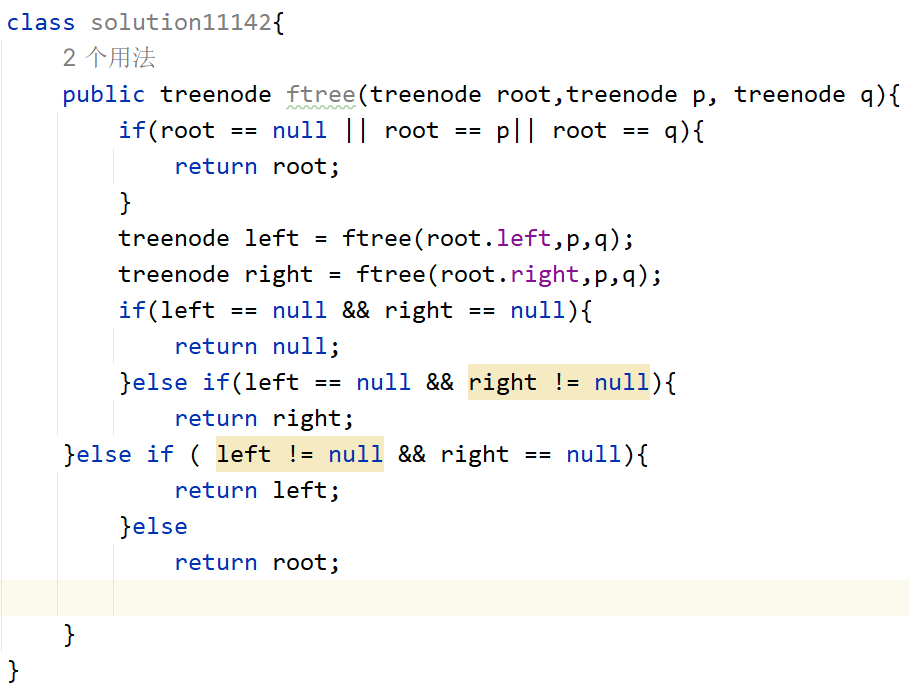 class solution11142{
2 个用法
public treenode ftree(treenode root,treenode p, treenode q){
if(root == null || root == p|| root == q){
return root;
}
treenode left = ftree(root.left,p,q);
treenode right = ftree(root.right,p,q);
if(left == null && right == null){
return null;
}else if(left == null && right != null){
return right;
}else if ( left != null && right == null){
return left;
}else
return root;
}
}